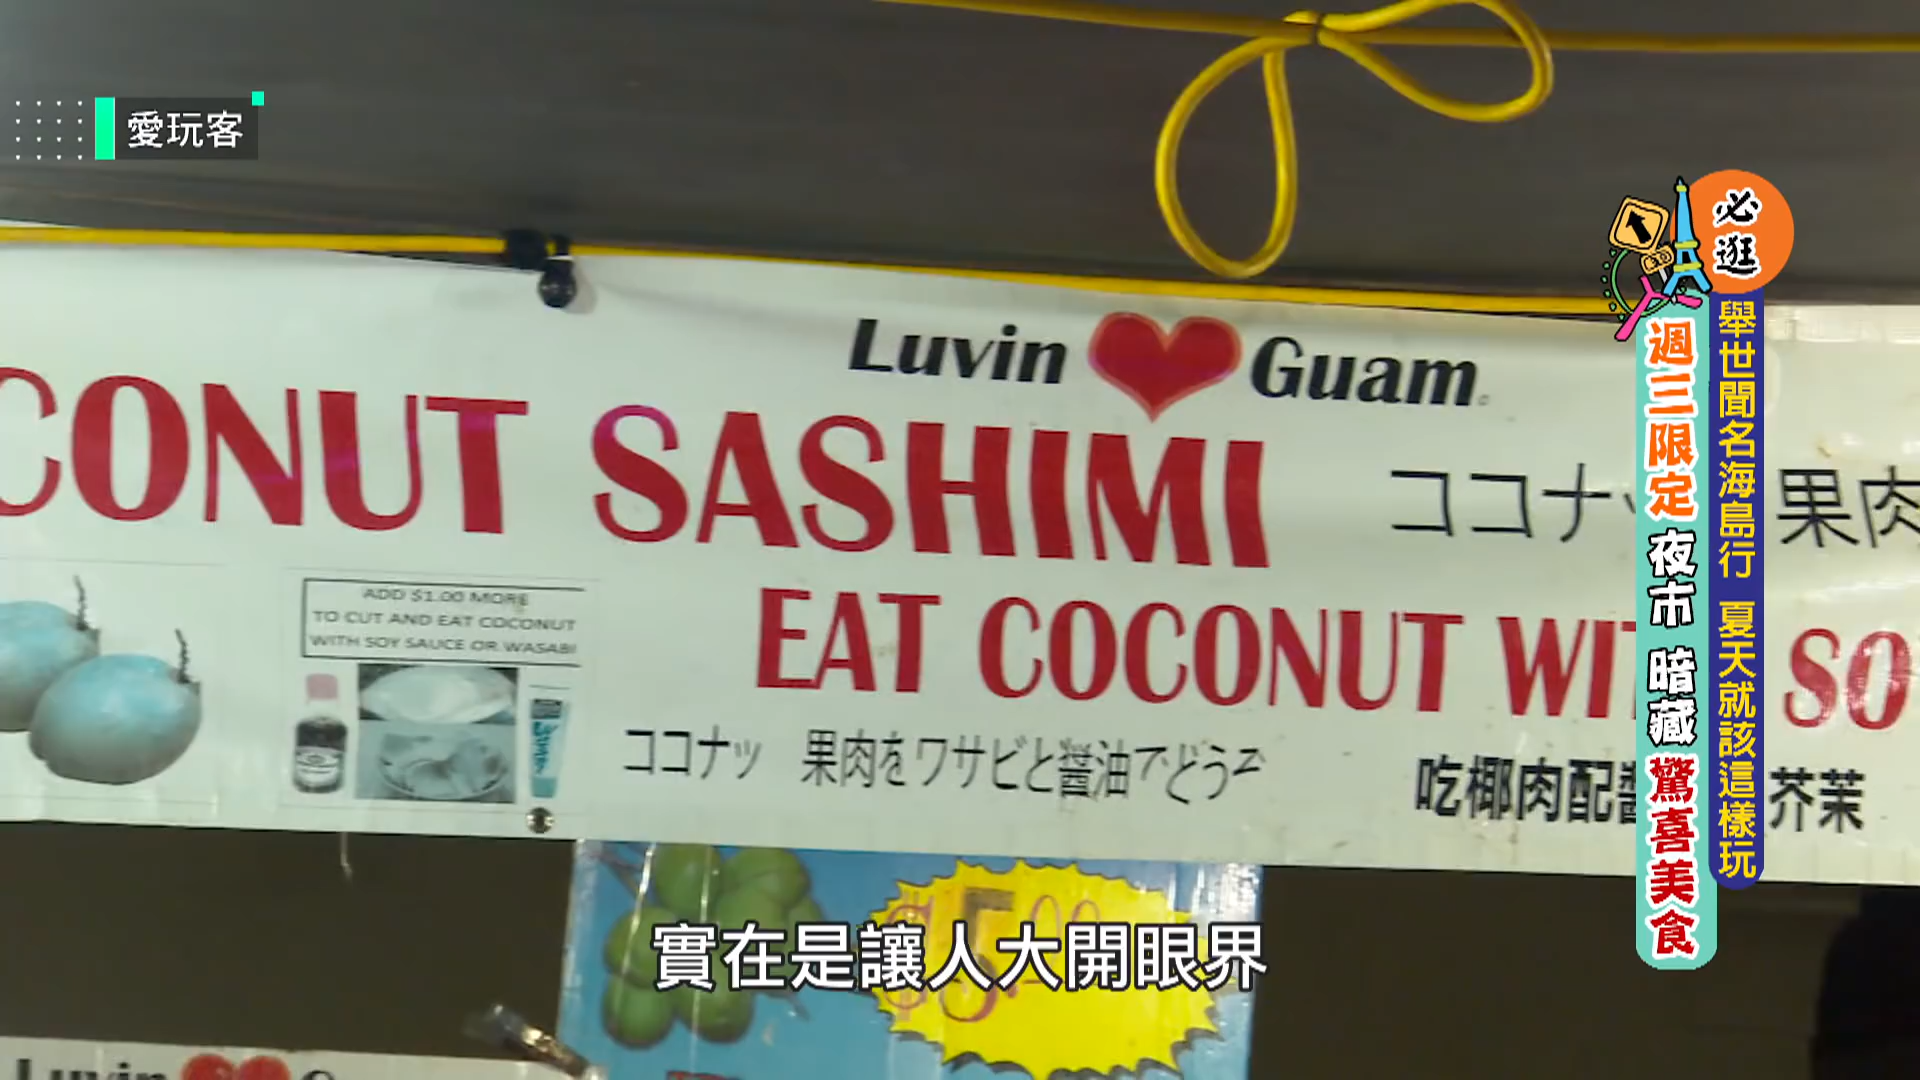 愛玩客
必逛
舉世聞名海島行 夏天就該這樣玩
週三限定 夜市 暗藏 驚喜美食
Luvin Guam
CONUT SASHIMI
ココナ
果肉
ADD $1.00 MORE
TO CUT AND EAT COCONUT
WITH SOY SAUCE OR WASABI
EAT COCONUT WI
SO
ココナッ 果肉をワサビと醤油でどうぞ
吃椰肉配
芥茉
$5.00
實在是讓人大開眼界
Luvin